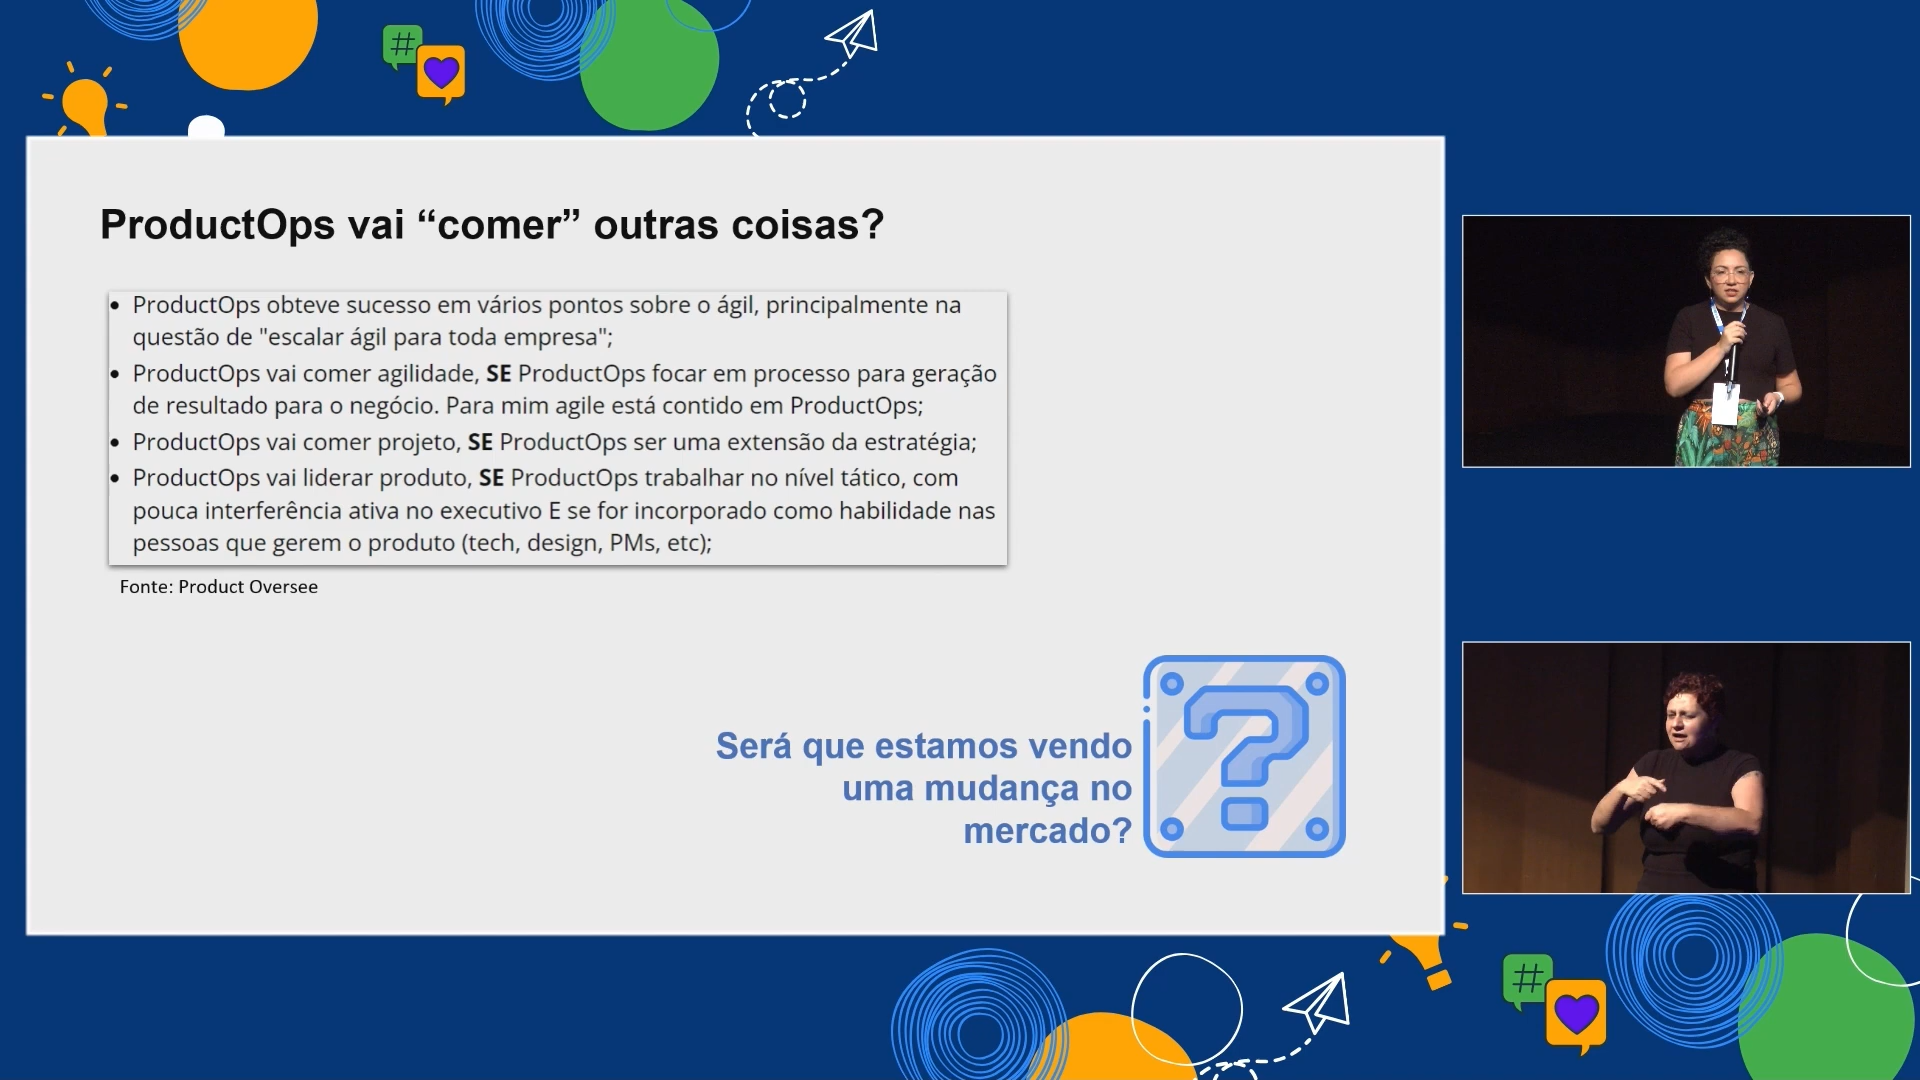 ProductOps vai “comer” outras coisas?
• ProductOps obteve sucesso em vários pontos sobre o ágil, principalmente na
questão de "escalar ágil para toda empresa";
• ProductOps vai comer agilidade, SE ProductOps focar em processo para geração
de resultado para o negócio. Para mim agile está contido em ProductOps;
• ProductOps vai comer projeto, SE ProductOps ser uma extensão da estratégia;
• ProductOps vai liderar produto, SE ProductOps trabalhar no nível tático, com
pouca interferência ativa no executivo E se for incorporado como habilidade nas
pessoas que gerem o produto (tech, design, PMs, etc);
Fonte: Product Oversee
Será que estamos vendo
uma mudança no
mercado?